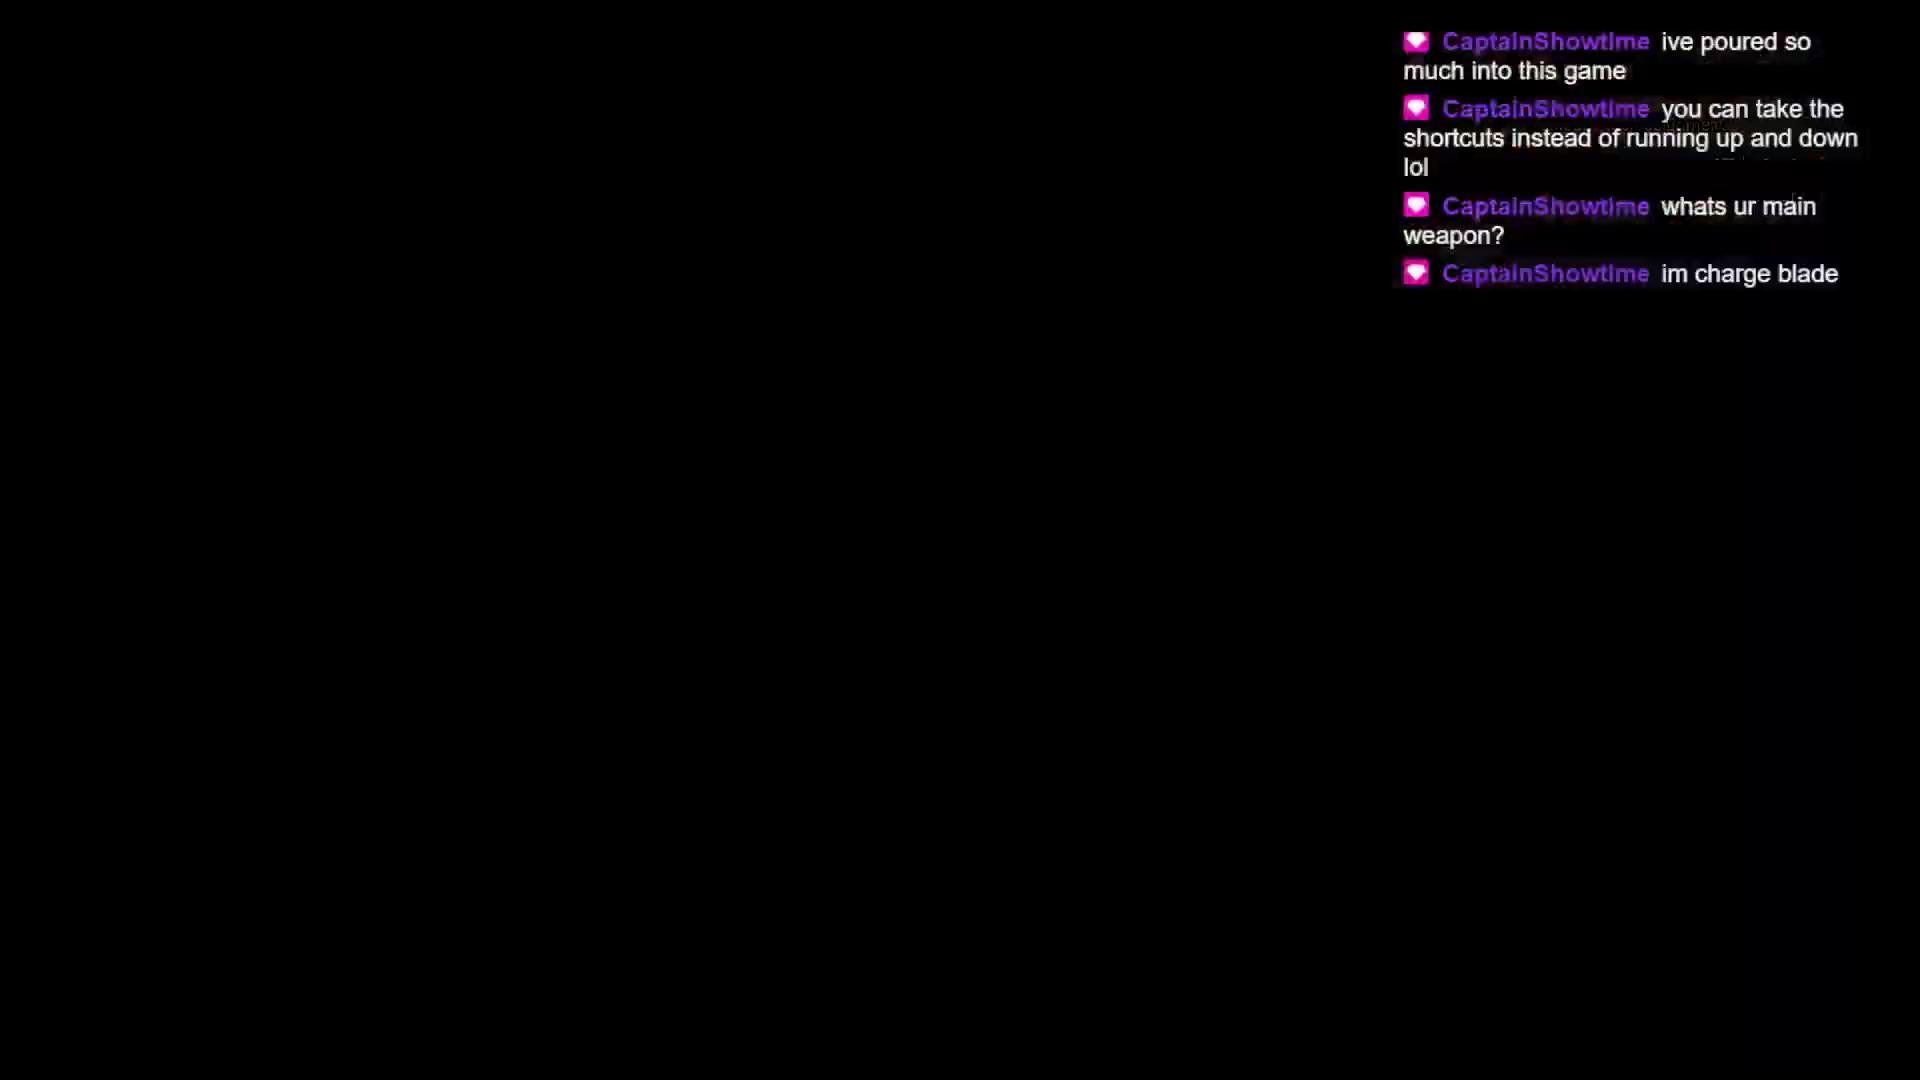 CaptainShowtime ive poured so
much into this game
CaptainShowtime you can take the
shortcuts instead of running up and down
lol
CaptainShowtime whats ur main
weapon?
CaptainShowtime im charge blade